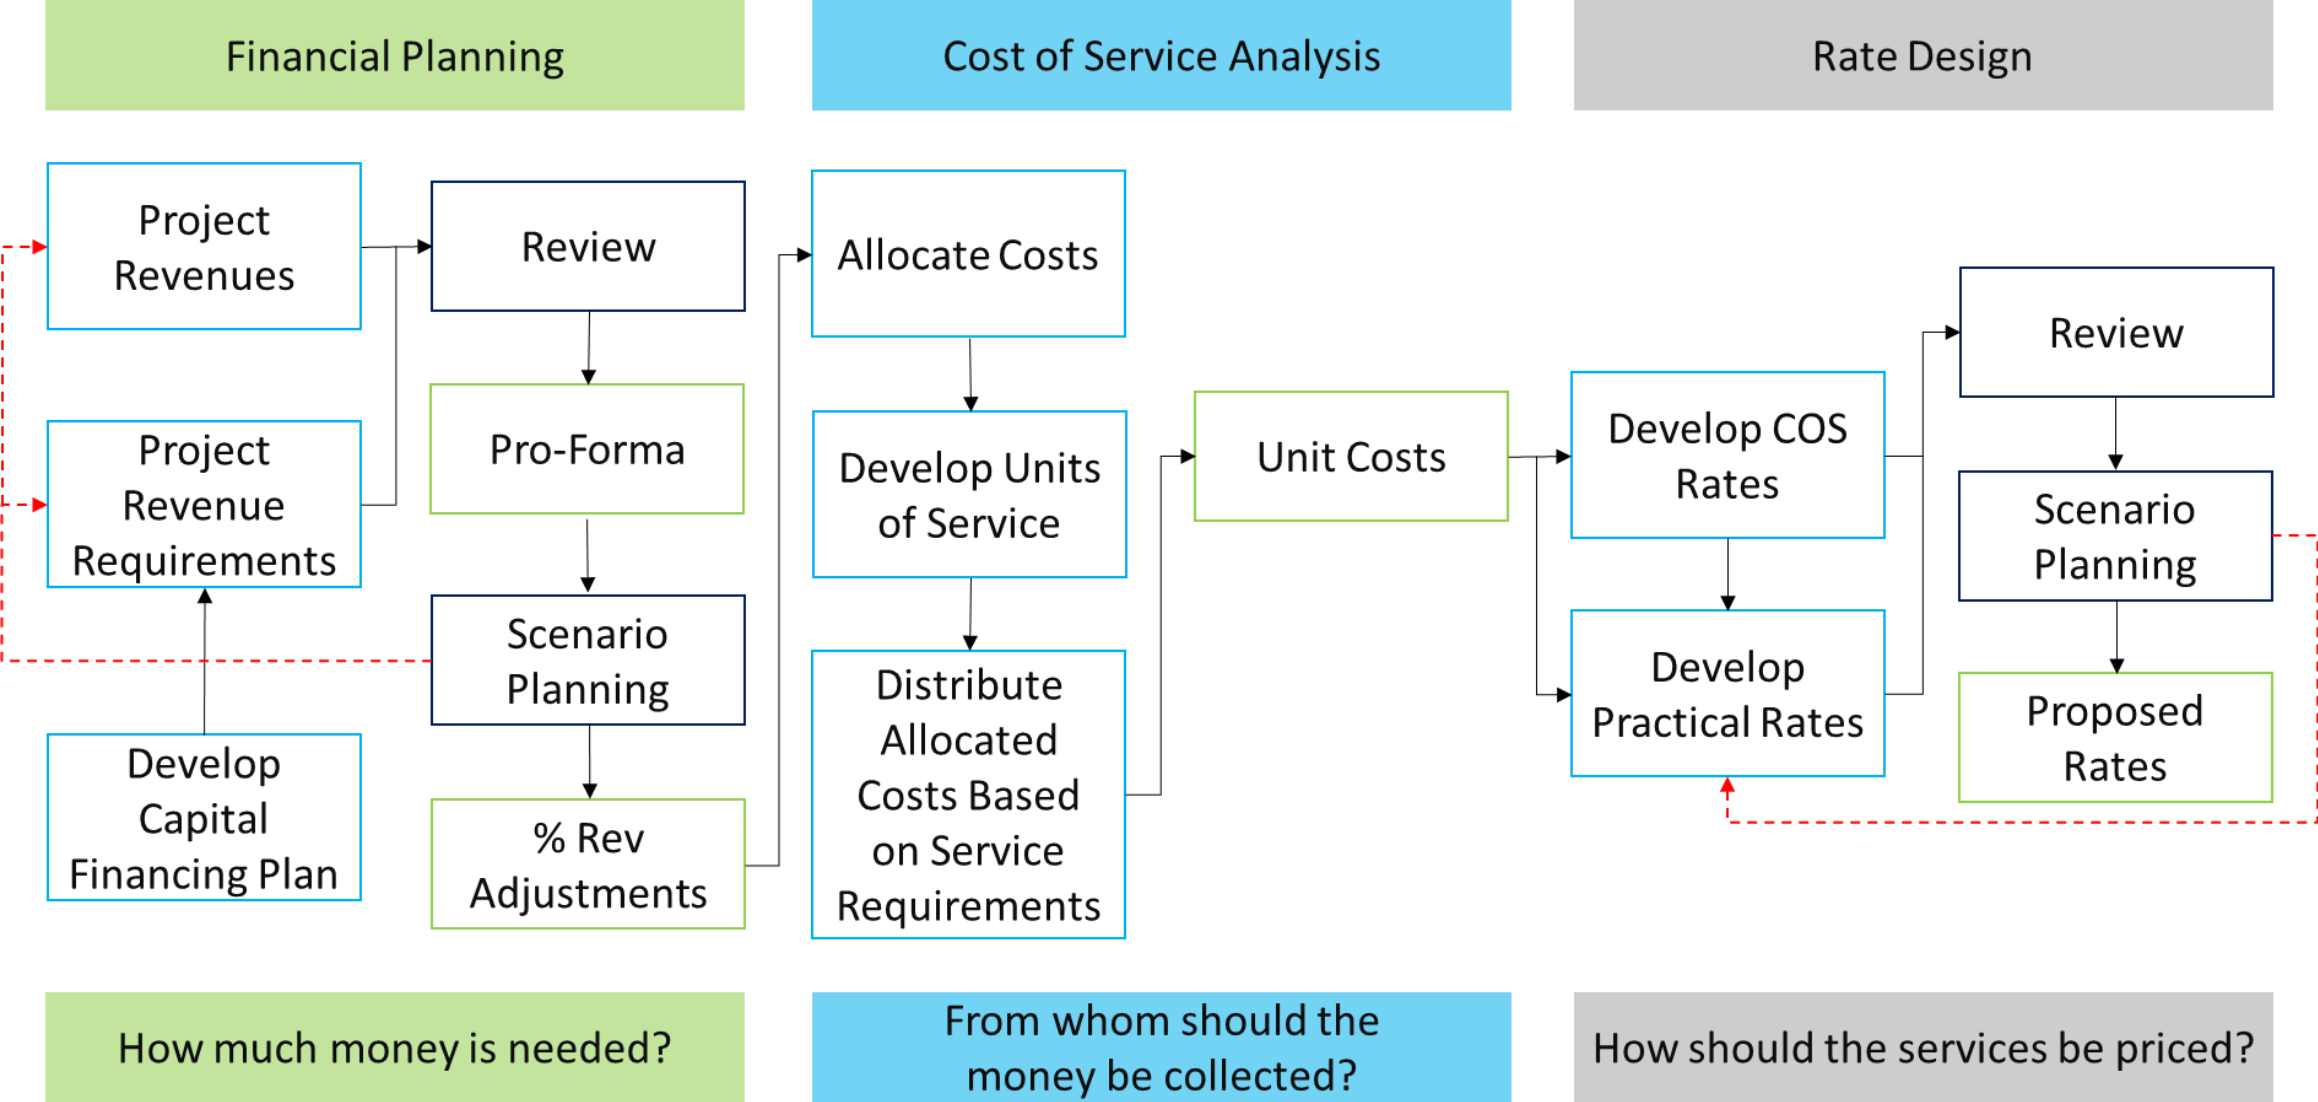 Financial Planning
Cost of Service Analysis
Rate Design
Project
Revenues
Review
Project
Revenue
Requirements
Pro-Forma
Develop
Capital
Financing Plan
Scenario
Planning
% Rev
Adjustments
Allocate Costs
Develop Units
of Service
Distribute
Allocated
Costs Based
on Service
Requirements
Unit Costs
Develop COS
Rates
Develop
Practical Rates
Review
Scenario
Planning
Proposed
Rates
How much money is needed?
From whom should the
money be collected?
How should the services be priced?